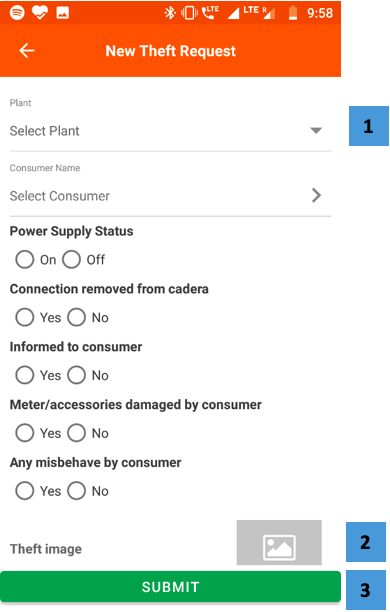 LTE LTE R 9:58
New Theft Request
Plant
Select Plant
1
Consumer Name
Select Consumer
Power Supply Status
On Off
Connection removed from cadera
Yes No
Informed to consumer
Yes No
Meter/accessories damaged by consumer
Yes No
Any misbehave by consumer
Yes No
Theft image
2
SUBMIT
3